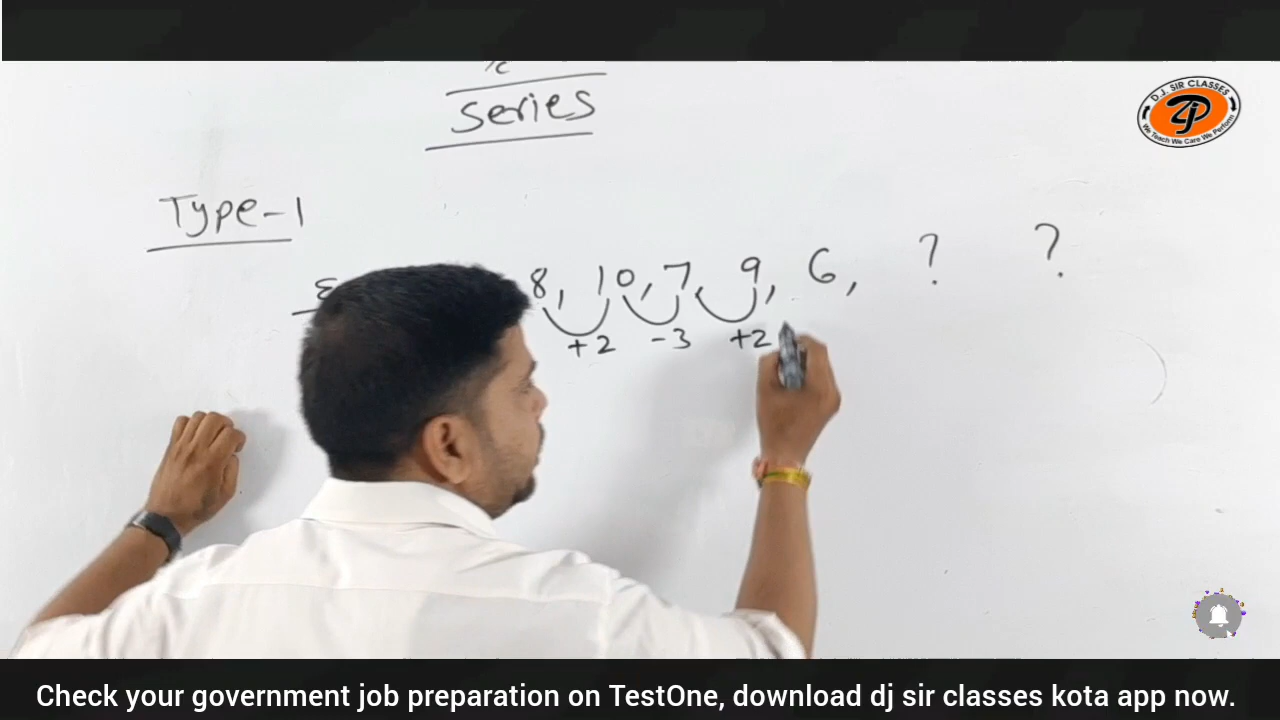 series
D.J. SIR CLASSES
We Teach We Care We Perform
Type-1
8, 10, 7, 9, 6, ? ?
+2 -3 +2
Check your government job preparation on TestOne, download dj sir classes kota app now.